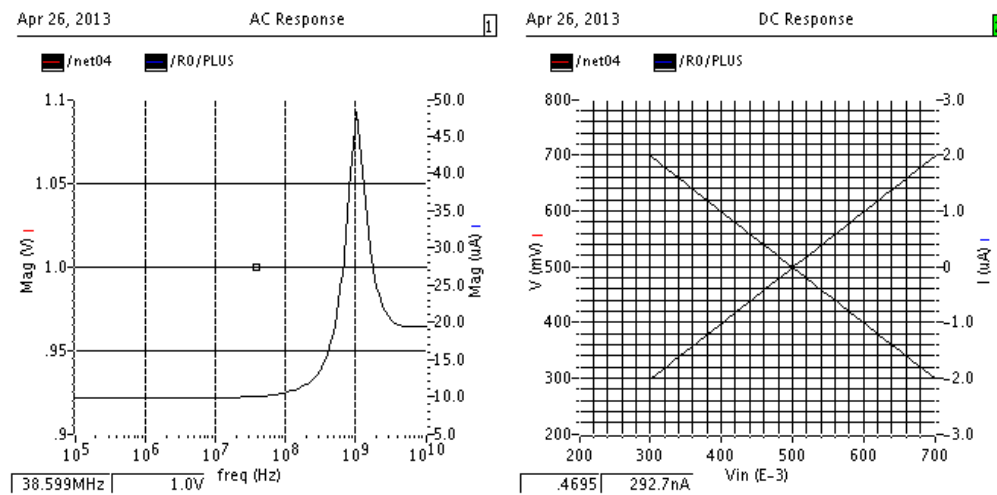 Apr 26, 2013 AC Response 1
/net04 /R0/PLUS
1.1 50.0
45.0
1.05 40.0
35.0
30.0
1.0
25.0
20.0
.95 15.0
10.0
.9 5.0
Mag (V)
Mag (uA)
10^5 10^6 10^7 10^8 10^9 10^10
freq (Hz)
38.599MHz 1.0V
Apr 26, 2013 DC Response
/net04 /R0/PLUS
800 3.0
700 2.0
600 1.0
500 0
400 -1.0
300 -2.0
200 -3.0
V (mV)
I (uA)
200 300 400 500 600 700
Vin (E-3)
.4695 292.7nA